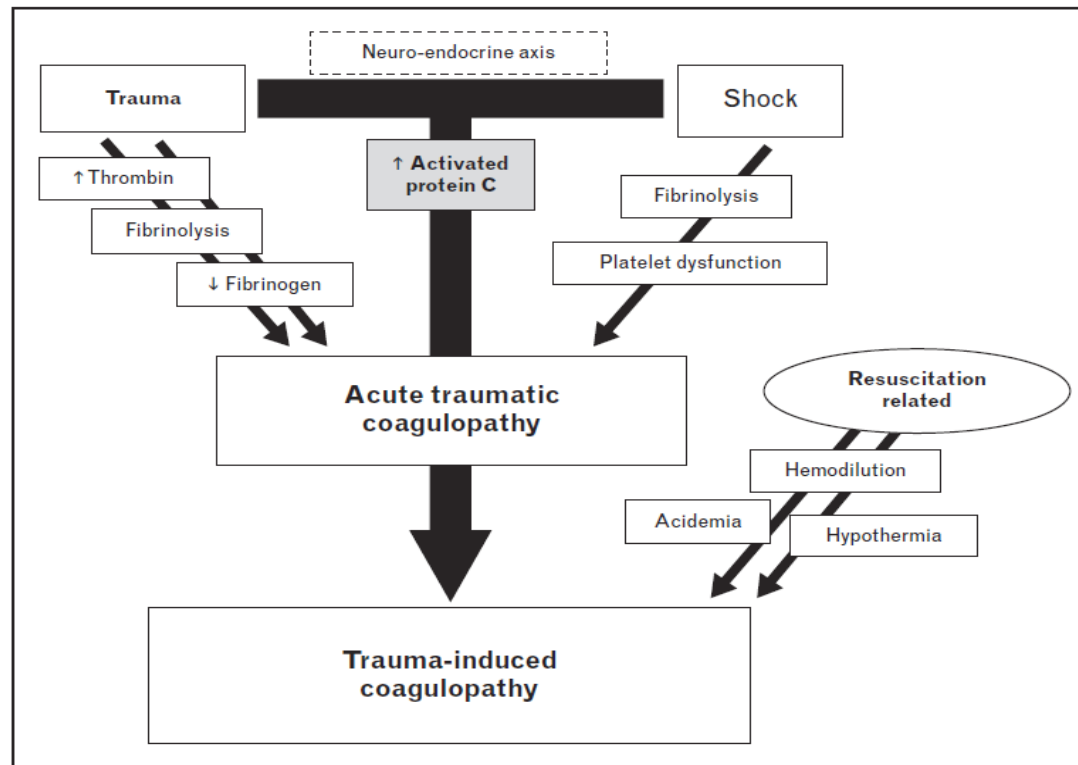 Neuro-endocrine axis
Trauma
Shock
↑ Thrombin
Fibrinolysis
↓ Fibrinogen
↑ Activated
protein C
Fibrinolysis
Platelet dysfunction
Acute traumatic
coagulopathy
Resuscitation
related
Hemodilution
Acidemia
Hypothermia
Trauma-induced
coagulopathy